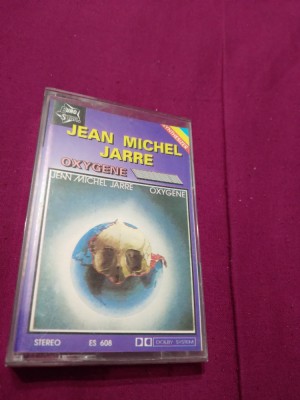 JEAN MICHEL
JARRE
OXYGENE
JEAN MICHEL JARRE OXYGENE
STEREO ES 608 DOLBY SYSTEM